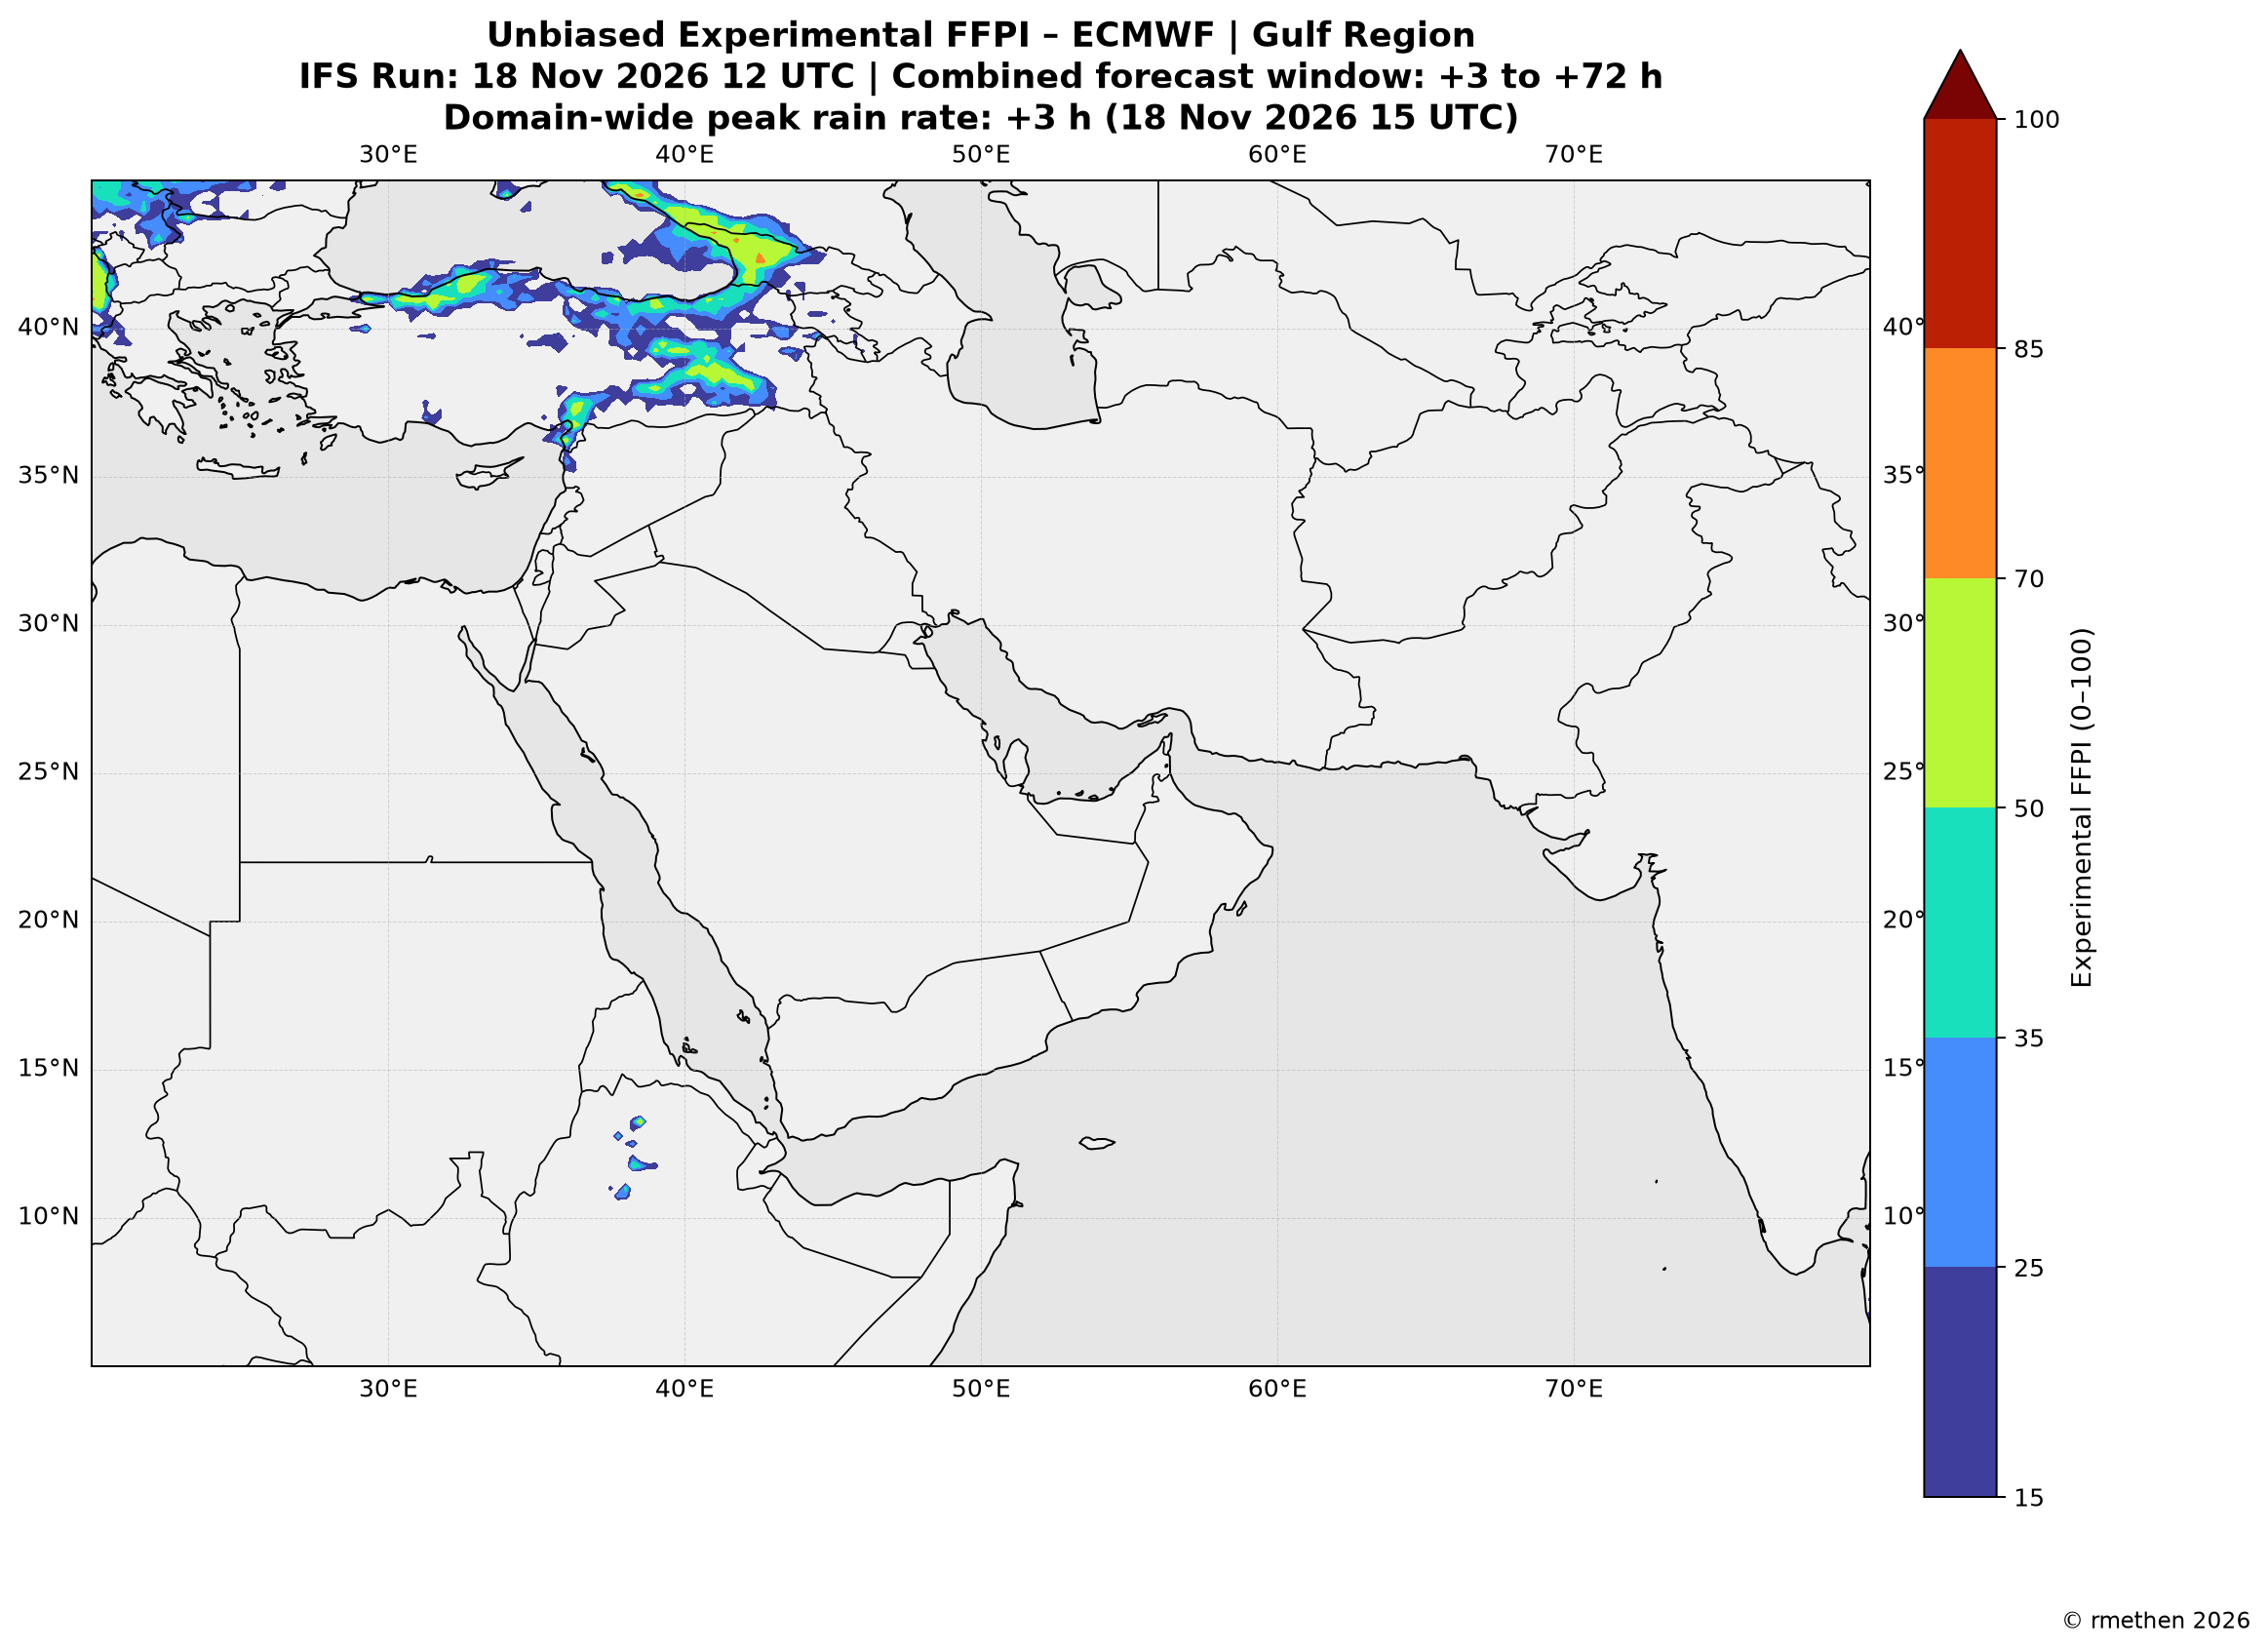 Unbiased Experimental FFPI – ECMWF | Gulf Region
IFS Run: 18 Nov 2026 12 UTC | Combined forecast window: +3 to +72 h
Domain-wide peak rain rate: +3 h (18 Nov 2026 15 UTC)
30°E 40°E 50°E 60°E 70°E
40°N 40°
35°N 35°
30°N 30°
25°N 25°
20°N 20°
15°N 15°
10°N 10°
30°E 40°E 50°E 60°E 70°E
100
85
70
50
35
25
15
Experimental FFPI (0–100)
© rmethen 2026